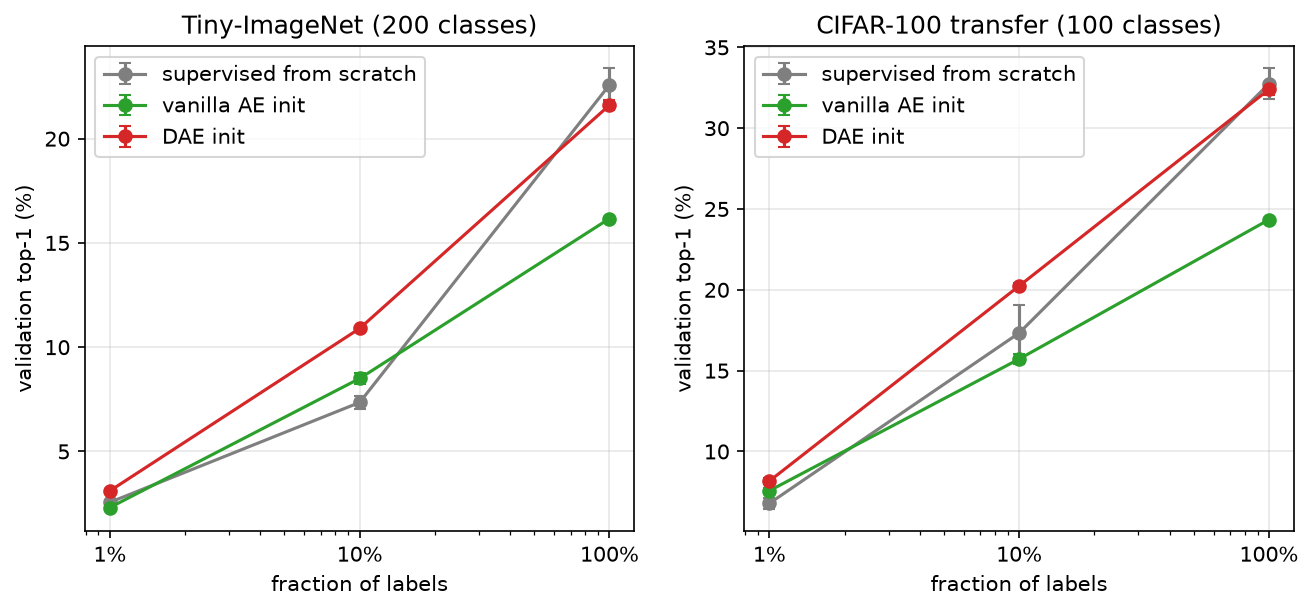 Tiny-ImageNet (200 classes)
supervised from scratch
vanilla AE init
DAE init
validation top-1 (%)
20
15
10
5
1%
10%
100%
fraction of labels
CIFAR-100 transfer (100 classes)
supervised from scratch
vanilla AE init
DAE init
validation top-1 (%)
35
30
25
20
15
10
1%
10%
100%
fraction of labels